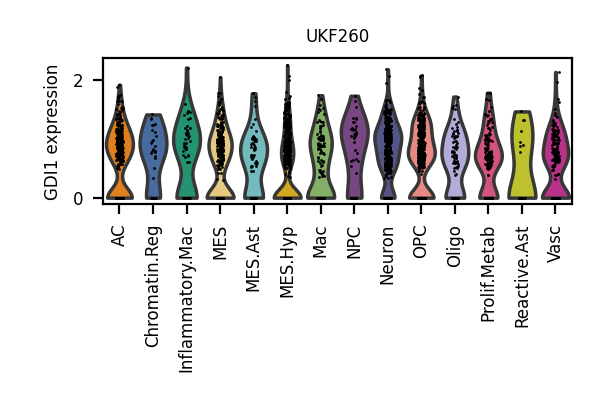 UKF260
GDI1 expression
2
0
AC
Chromatin.Reg
Inflammatory.Mac
MES
MES.Ast
MES.Hyp
Mac
NPC
Neuron
OPC
Oligo
Prolif.Metab
Reactive.Ast
Vasc